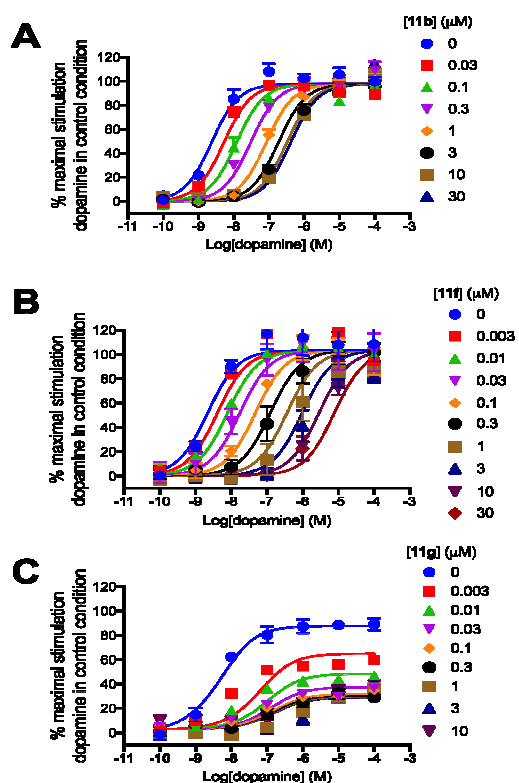 A
% maximal stimulation
dopamine in control condition
120
100
80
60
40
20
0
-11 -10 -9 -8 -7 -6 -5 -4 -3
Log[dopamine] (M)
[11b] (μM)
0
0.03
0.1
0.3
1
3
10
30
B
% maximal stimulation
dopamine in control condition
120
100
80
60
40
20
0
-11 -10 -9 -8 -7 -6 -5 -4 -3
Log[dopamine] (M)
[11f] (μM)
0
0.003
0.01
0.03
0.1
0.3
1
3
10
30
C
% maximal stimulation
dopamine in control condition
120
100
80
60
40
20
0
-11 -10 -9 -8 -7 -6 -5 -4 -3
Log[dopamine] (M)
[11g] (μM)
0
0.003
0.01
0.03
0.1
0.3
1
3
10